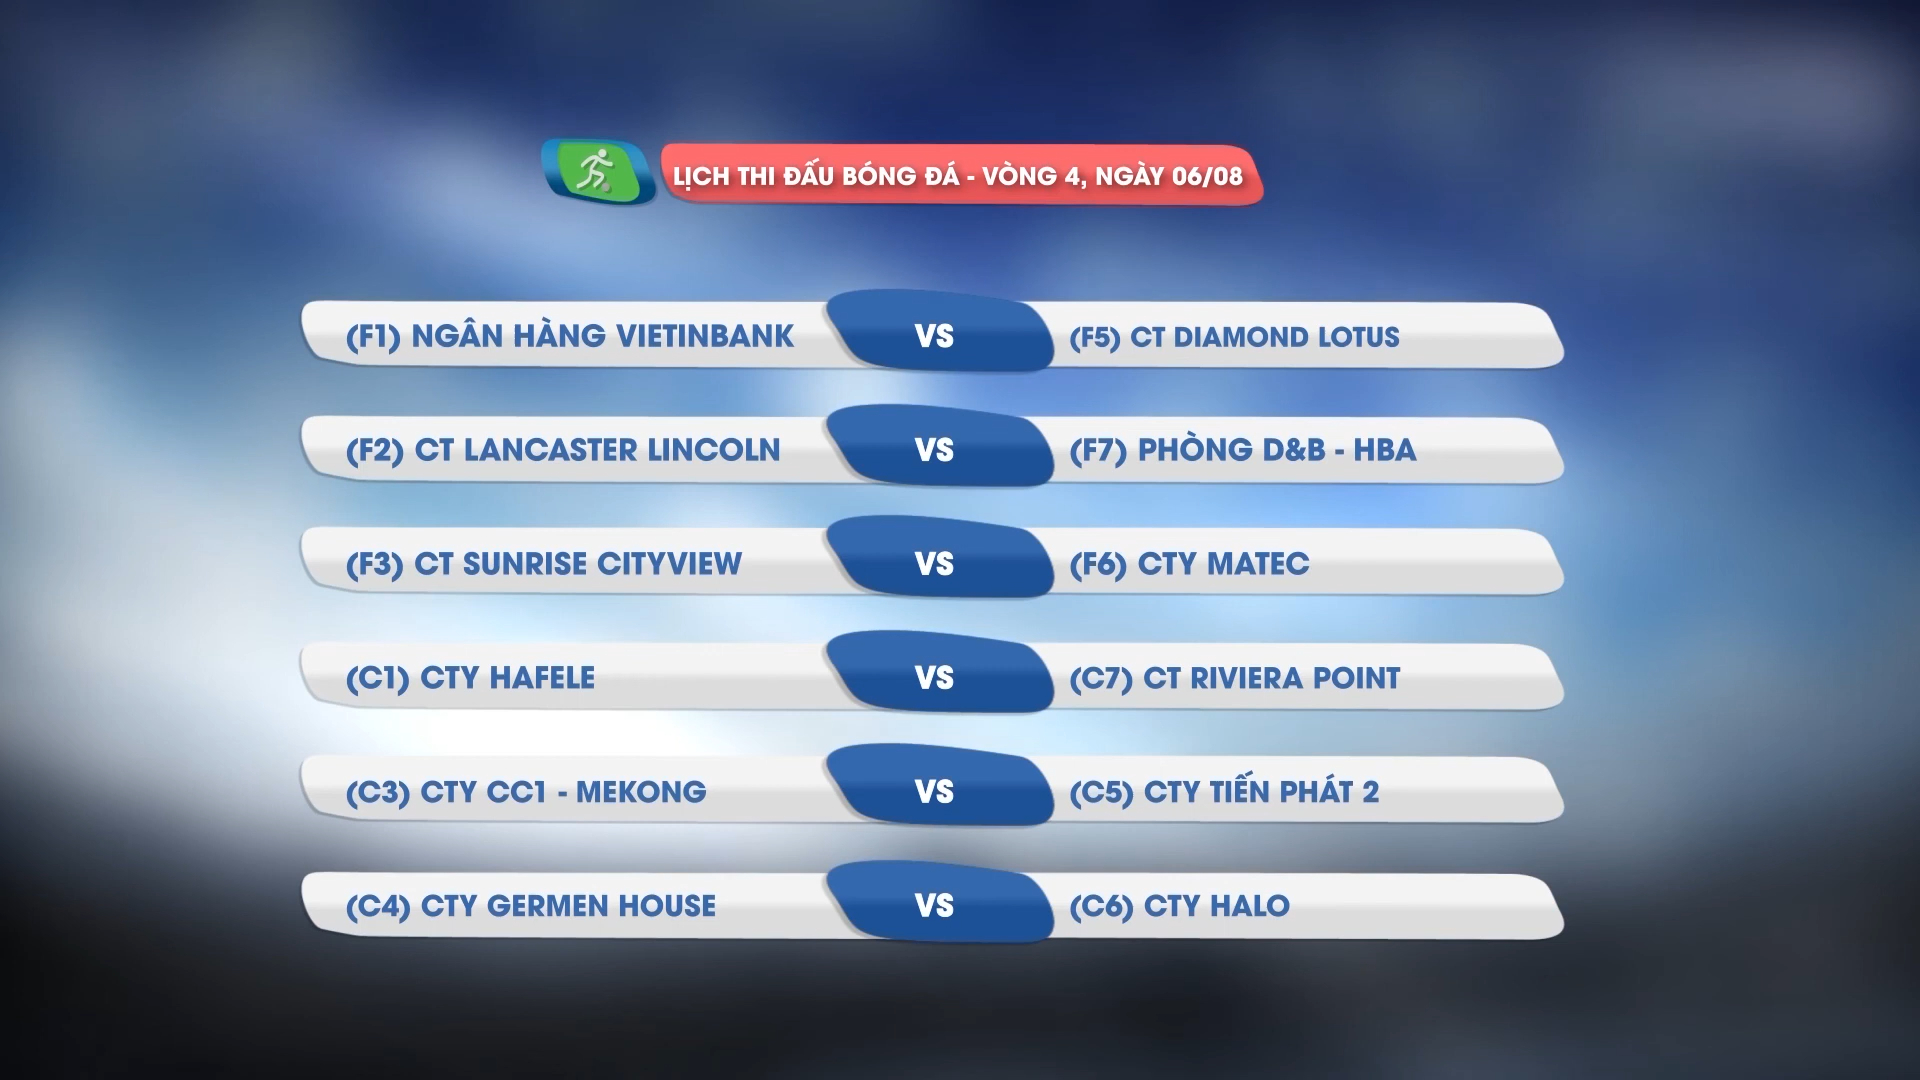 LỊCH THI ĐẤU BÓNG ĐÁ - VÒNG 4, NGÀY 06/08
(F1) NGÂN HÀNG VIETINBANK VS (F5) CT DIAMOND LOTUS
(F2) CT LANCASTER LINCOLN VS (F7) PHÒNG D&B - HBA
(F3) CT SUNRISE CITYVIEW VS (F6) CTY MATEC
(C1) CTY HAFELE VS (C7) CT RIVIERA POINT
(C3) CTY CC1 - MEKONG VS (C5) CTY TIẾN PHÁT 2
(C4) CTY GERMEN HOUSE VS (C6) CTY HALO